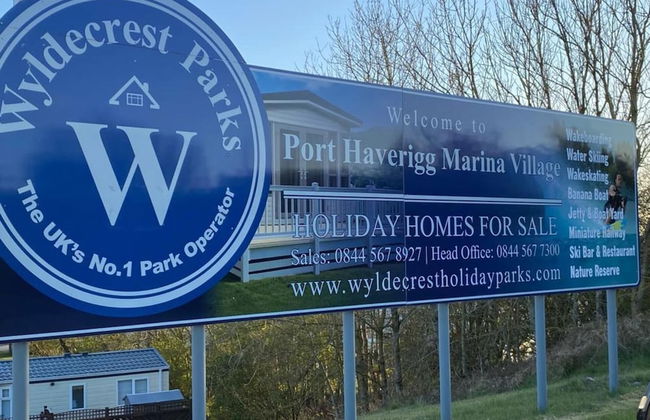 Wyldecrest Parks
W
The UK's No.1 Park Operator
Welcome to
Port Haverigg Marina Village
HOLIDAY HOMES FOR SALE
Sales: 0844 567 8927 | Head Office: 0844 567 7300
www.wyldecrestholidayparks.com
Wakeboarding
Water Skiing
Wakeskating
Banana Boat
Jetty & Boat Yard
Miniature Railway
Ski Bar & Restaurant
Nature Reserve